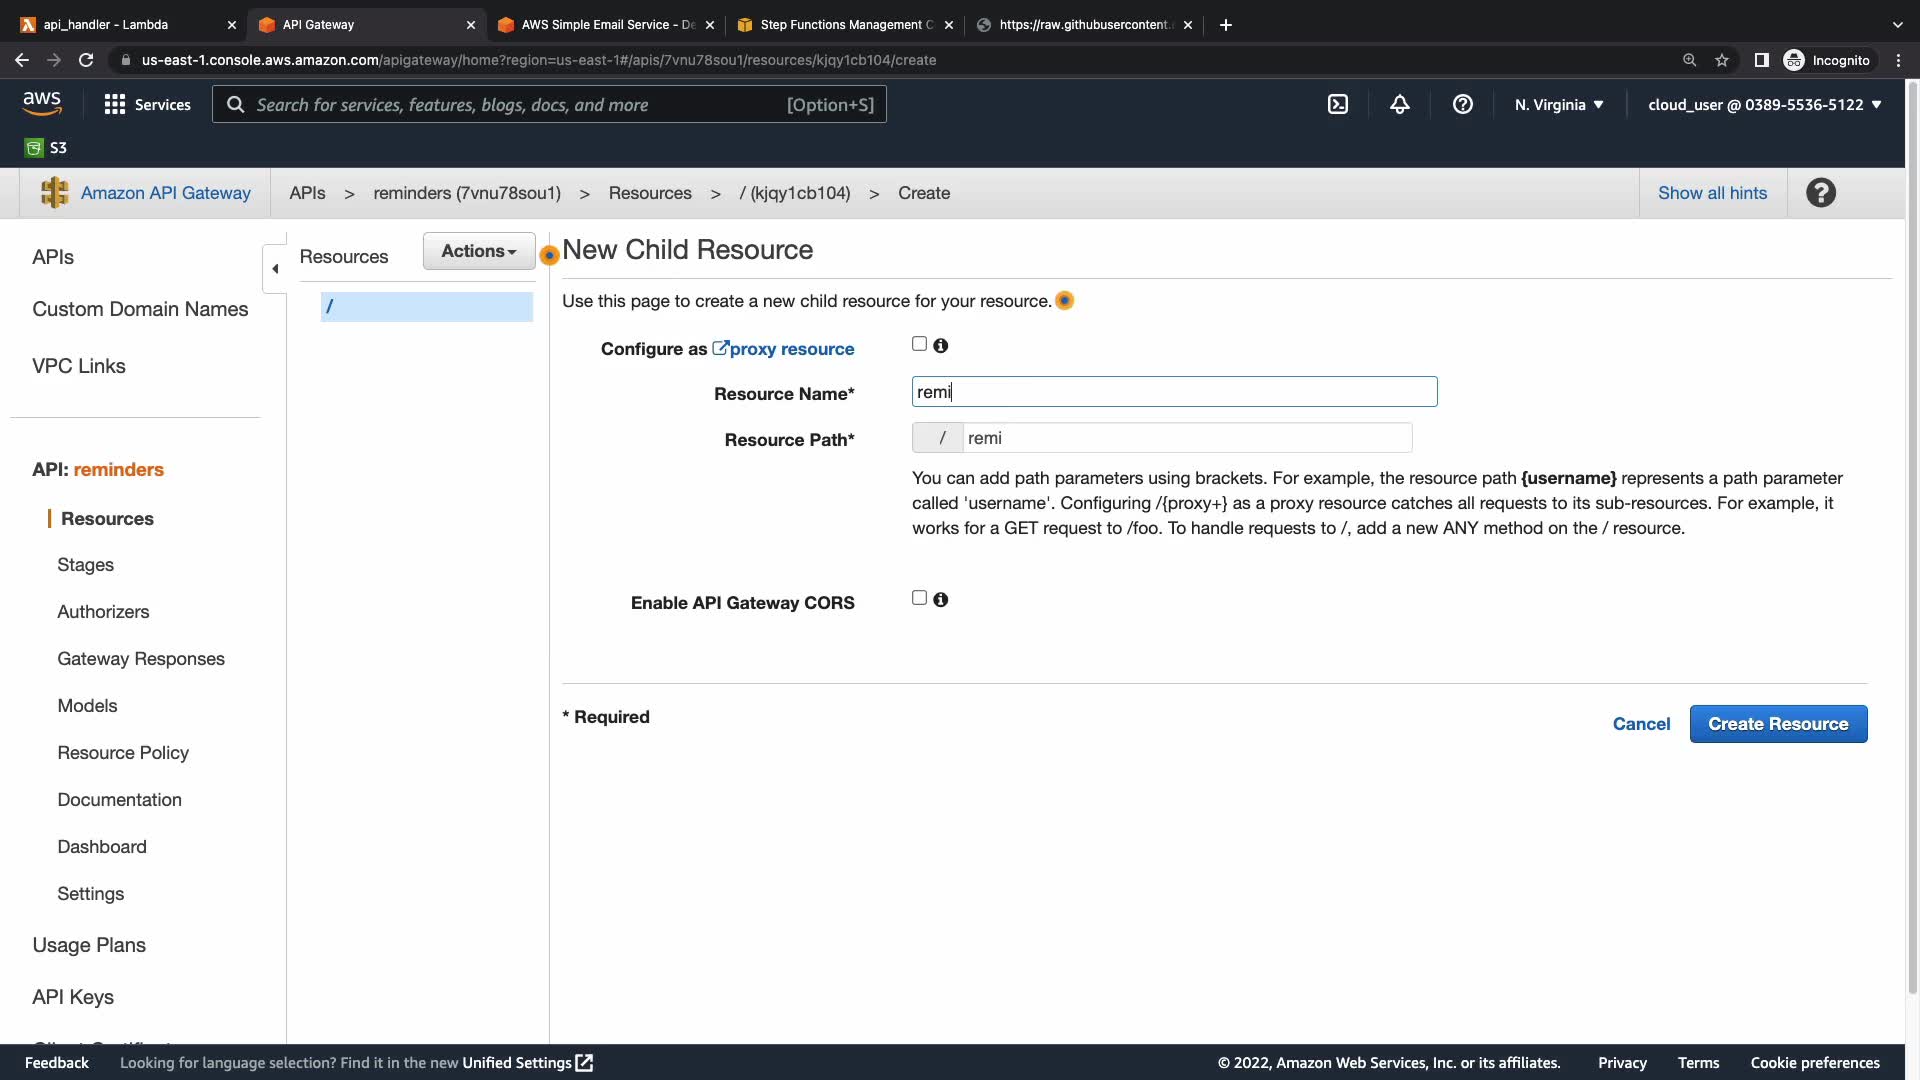 api_handler - Lambda
API Gateway
AWS Simple Email Service - De
Step Functions Management C
https://raw.githubusercontent.
us-east-1.console.aws.amazon.com/apigateway/home?region=us-east-1#/apis/7vnu78sou1/resources/kjqy1cb104/create
Incognito
aws
Services
Search for services, features, blogs, docs, and more [Option+S]
N. Virginia ▼
cloud_user @ 0389-5536-5122 ▼
S3
Amazon API Gateway
APIs > reminders (7vnu78sou1) > Resources > / (kjqy1cb104) > Create
Show all hints
APIs
Custom Domain Names
VPC Links
API: reminders
Resources
Stages
Authorizers
Gateway Responses
Models
Resource Policy
Documentation
Dashboard
Settings
Usage Plans
API Keys
Resources
Actions
/
New Child Resource
Use this page to create a new child resource for your resource.
Configure as proxy resource
Resource Name*
remi
Resource Path*
/ remi
You can add path parameters using brackets. For example, the resource path {username} represents a path parameter
called 'username'. Configuring /{proxy+} as a proxy resource catches all requests to its sub-resources. For example, it
works for a GET request to /foo. To handle requests to /, add a new ANY method on the / resource.
Enable API Gateway CORS
* Required
Cancel
Create Resource
Feedback
Looking for language selection? Find it in the new Unified Settings
© 2022, Amazon Web Services, Inc. or its affiliates.
Privacy
Terms
Cookie preferences